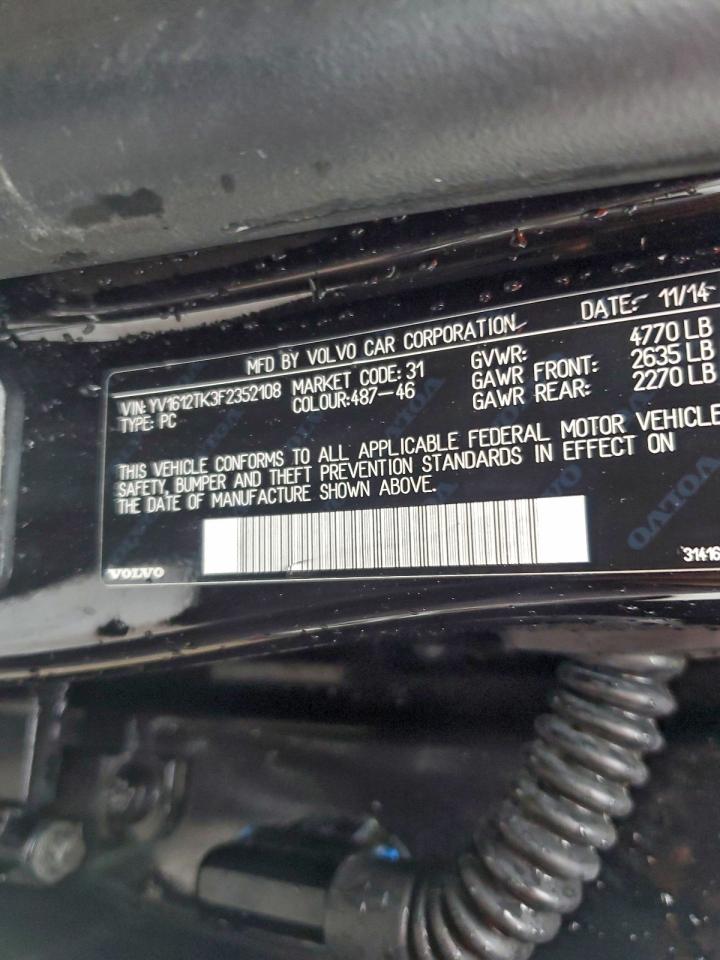 MFD BY VOLVO CAR CORPORATION DATE: 11/14
VIN: YV1612TK3F2352108 MARKET CODE: 31 GVWR: 4770 LB
TYPE: PC COLOUR:487-46 GAWR FRONT: 2635 LB
GAWR REAR: 2270 LB
THIS VEHICLE CONFORMS TO ALL APPLICABLE FEDERAL MOTOR VEHICLE
SAFETY, BUMPER AND THEFT PREVENTION STANDARDS IN EFFECT ON
THE DATE OF MANUFACTURE SHOWN ABOVE.
VOLVO 31416